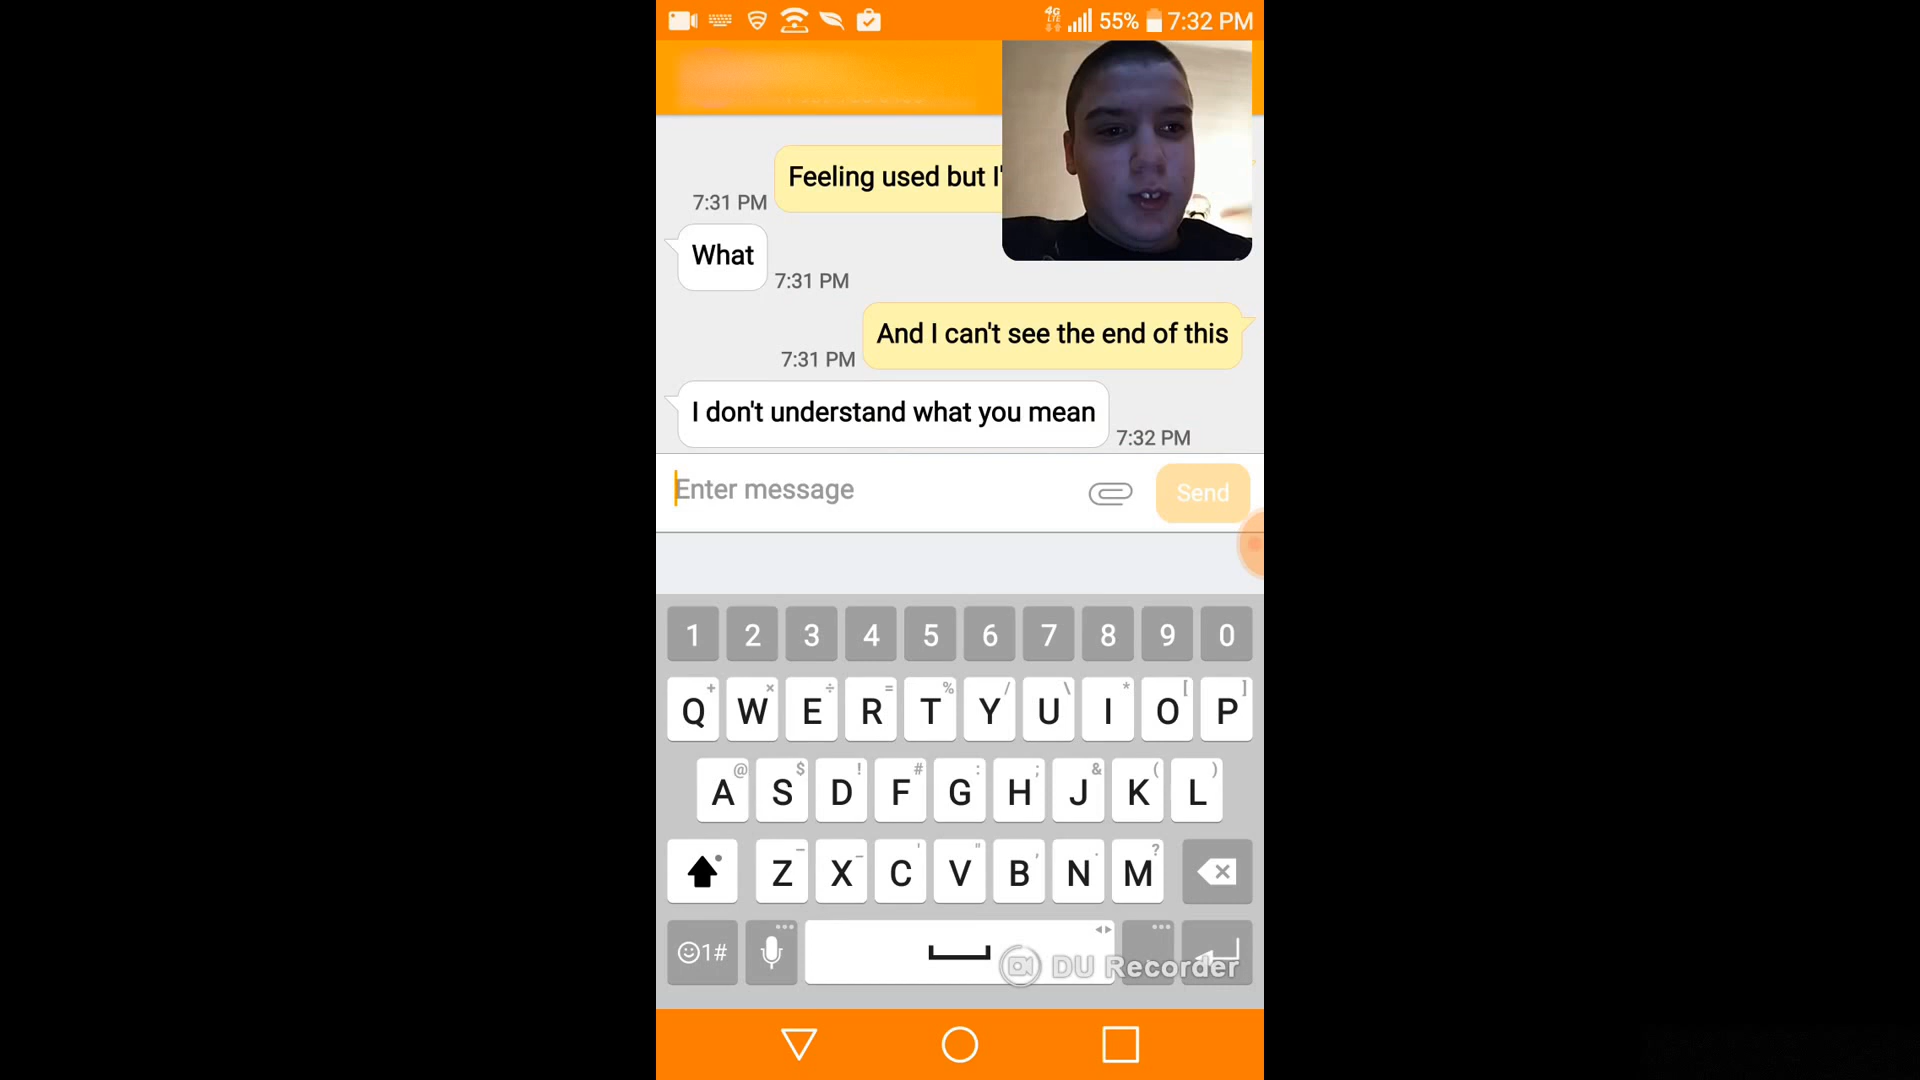 4G LTE 55% 7:32 PM
Feeling used but I'
7:31 PM
What
7:31 PM
And I can't see the end of this
7:31 PM
I don't understand what you mean
7:32 PM
Enter message
Send
1 2 3 4 5 6 7 8 9 0
+ × ÷ = % / \ * [ ]
Q W E R T Y U I O P
@ $ ! # : ; & ( )
A S D F G H J K L
Z X C V B N M
1#
DU Recorder